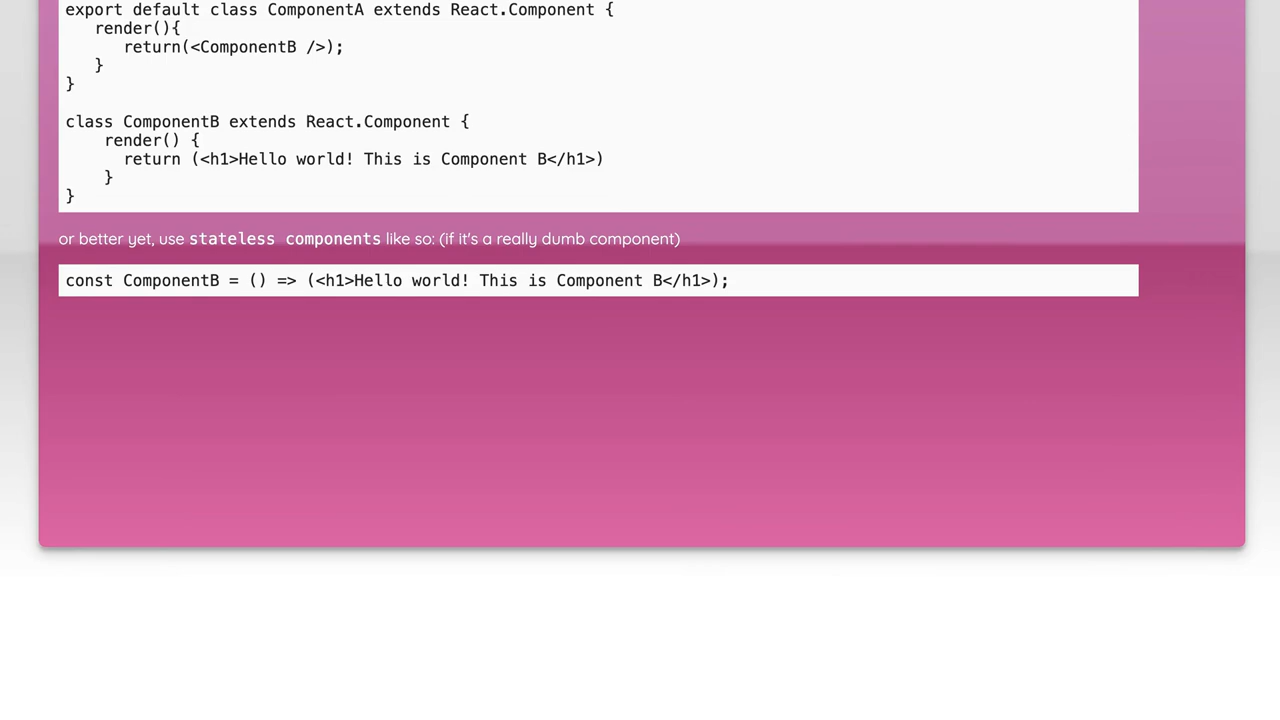 export default class ComponentA extends React.Component {
   render(){
      return(<ComponentB />);
   }
}

class ComponentB extends React.Component {
    render() {
      return (<h1>Hello world! This is Component B</h1>)
    }
}
or better yet, use stateless components like so: (if it's a really dumb component)
const ComponentB = () => (<h1>Hello world! This is Component B</h1>);